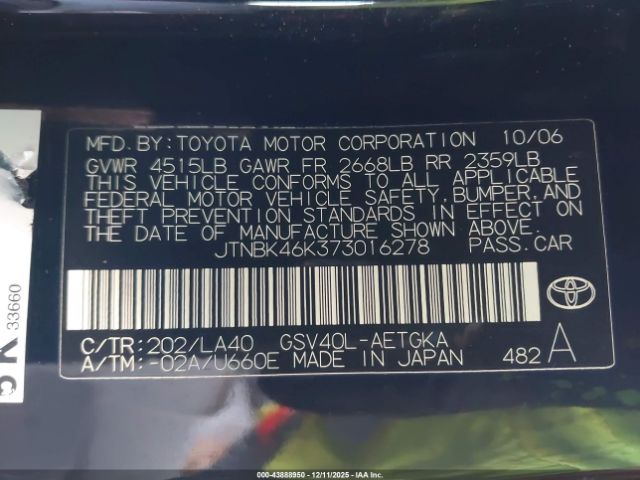 MFD. BY: TOYOTA MOTOR CORPORATION 10/06
GVWR 4515LB GAWR FR 2668LB RR 2359LB
THIS VEHICLE CONFORMS TO ALL APPLICABLE
FEDERAL MOTOR VEHICLE SAFETY, BUMPER, AND
THEFT PREVENTION STANDARDS IN EFFECT ON
THE DATE OF MANUFACTURE SHOWN ABOVE.
JTNBK46K373016278 PASS. CAR
C/TR: 202/LA40 GSV40L-AETGKA
A/TM: -02A/U660E MADE IN JAPAN 482 A
33660
000 - 43888950 12/11/2025 - IAA Inc.